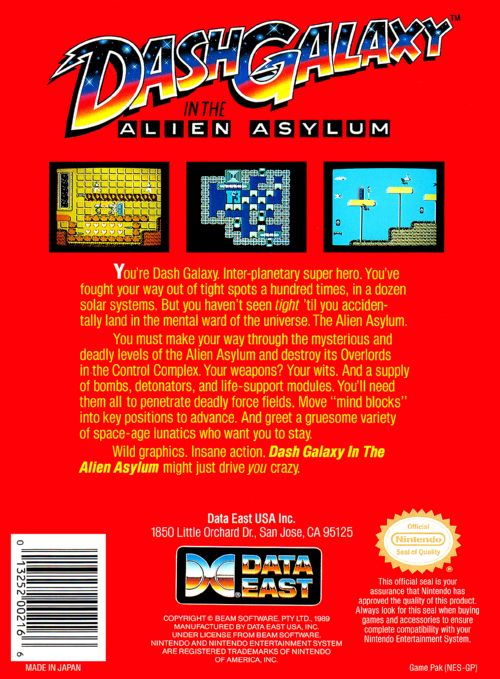 DASH GALAXY™
IN THE
ALIEN ASYLUM
You're Dash Galaxy. Inter-planetary super hero. You've
fought your way out of tight spots a hundred times, in a dozen
solar systems. But you haven't seen tight 'til you acciden-
tally land in the mental ward of the universe. The Alien Asylum.
You must make your way through the mysterious and
deadly levels of the Alien Asylum and destroy its Overlords
in the Control Complex. Your weapons? Your wits. And a supply
of bombs, detonators, and life-support modules. You'll need
them all to penetrate deadly force fields. Move "mind blocks"
into key positions to advance. And greet a gruesome variety
of space-age lunatics who want you to stay.
Wild graphics. Insane action. Dash Galaxy In The
Alien Asylum might just drive you crazy.
Data East USA Inc.
1850 Little Orchard Dr., San Jose, CA 95125
DATA
EAST
COPYRIGHT © BEAM SOFTWARE. PTY LTD., 1989
MANUFACTURED BY DATA EAST USA, INC.
UNDER LICENSE FROM BEAM SOFTWARE.
NINTENDO AND NINTENDO ENTERTAINMENT SYSTEM
ARE REGISTERED TRADEMARKS OF NINTENDO
OF AMERICA, INC.
Official
Nintendo
Seal of Quality
®
This official seal is your
assurance that Nintendo has
approved the quality of this product.
Always look for this seal when buying
games and accessories to ensure
complete compatibility with your
Nintendo Entertainment System.
Game Pak (NES-GP)
0 13252 00216 6
MADE IN JAPAN